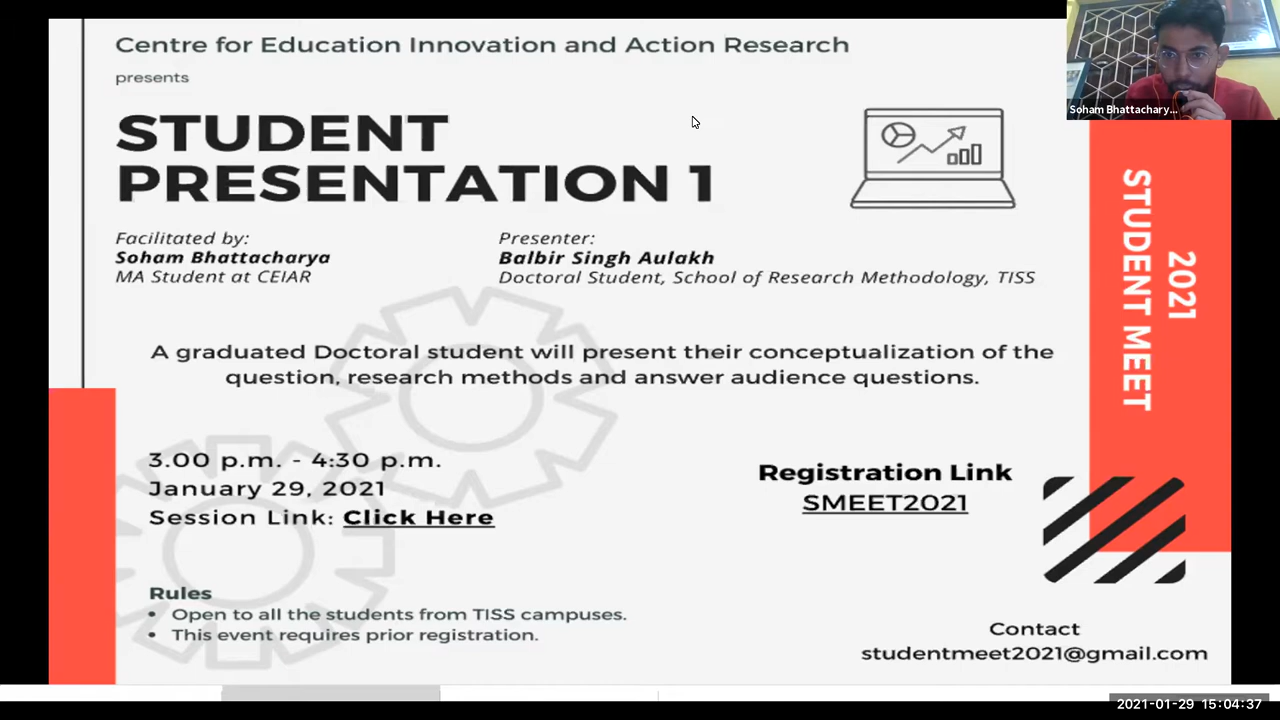 Centre for Education Innovation and Action Research
presents
STUDENT
PRESENTATION 1
Facilitated by:
Soham Bhattacharya
MA Student at CEIAR
Presenter:
Balbir Singh Aulakh
Doctoral Student, School of Research Methodology, TISS
A graduated Doctoral student will present their conceptualization of the
question, research methods and answer audience questions.
3.00 p.m. - 4:30 p.m.
January 29, 2021
Session Link: Click Here
Registration Link
SMEET2021
Rules
• Open to all the students from TISS campuses.
• This event requires prior registration.
Contact
studentmeet2021@gmail.com
2021
STUDENT MEET
Soham Bhattachary...
2021-01-29 15:04:37